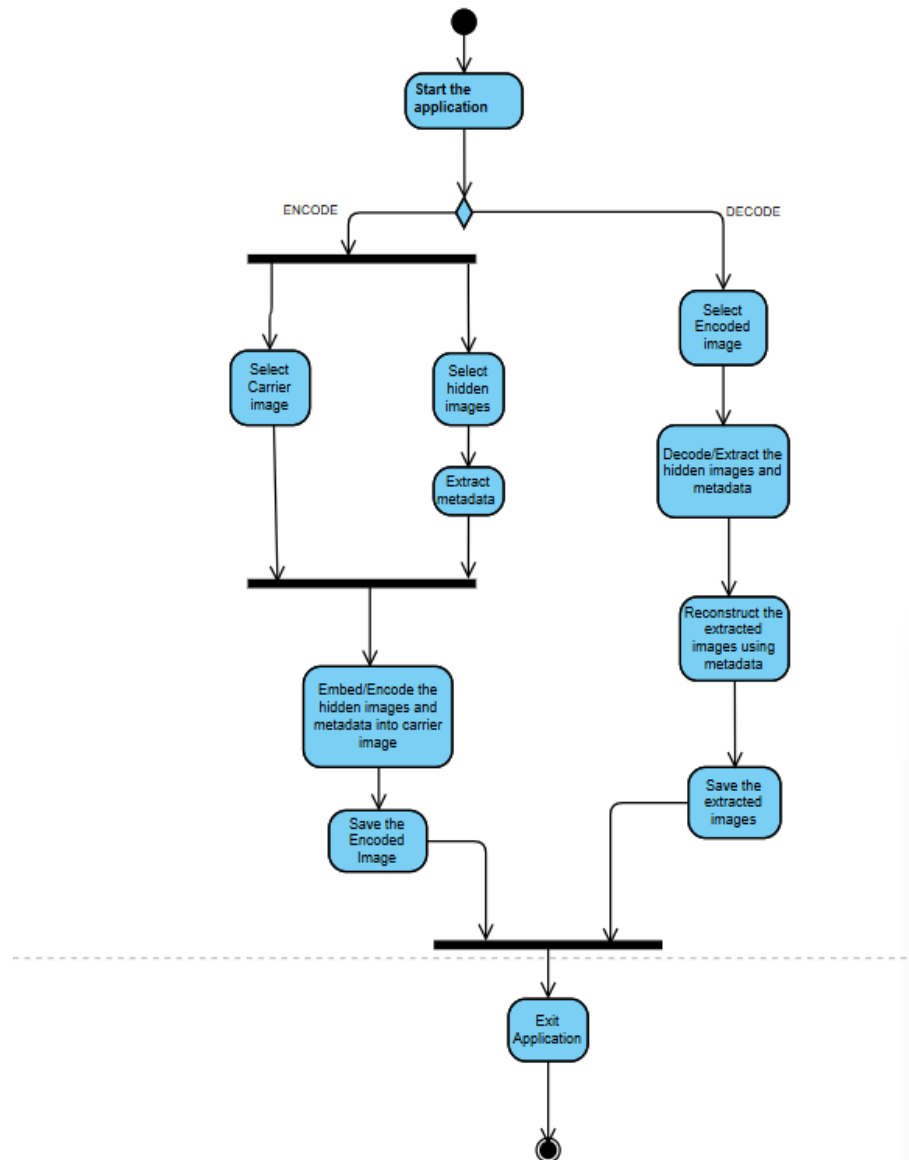 Start the
application
ENCODE
DECODE
Select
Encoded
image
Select
Carrier
image
Select
hidden
images
Decode/Extract the
hidden images and
metadata
Extract
metadata
Reconstruct the
extracted
images using
metadata
Embed/Encode the
hidden images and
metadata into carrier
image
Save the
extracted
images
Save the
Encoded
Image
Exit
Application